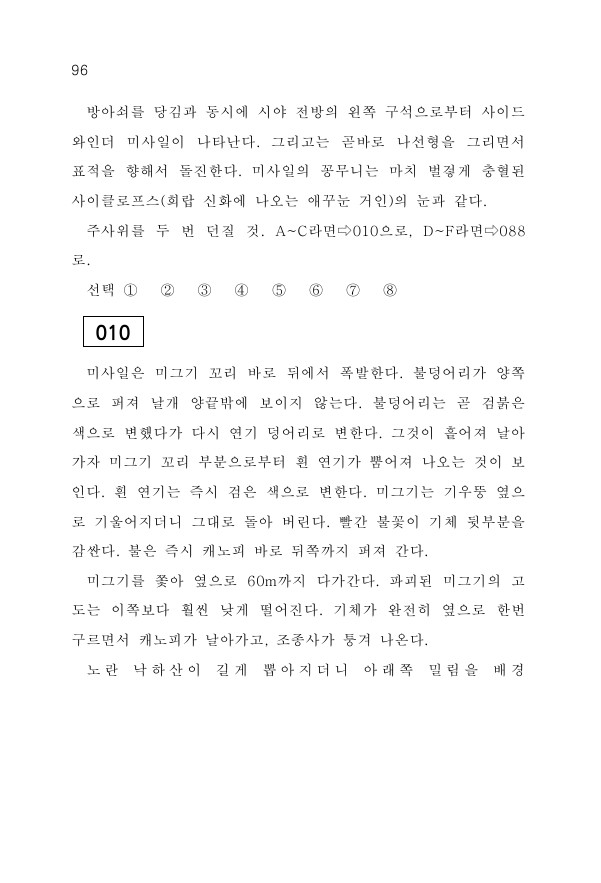 96
방아쇠를 당김과 동시에 시야 전방의 왼쪽 구석으로부터 사이드
와인더 미사일이 나타난다. 그리고는 곧바로 나선형을 그리면서
표적을 향해서 돌진한다. 미사일의 꽁무니는 마치 벌겋게 충혈된
사이클로프스(희랍 신화에 나오는 애꾸눈 거인)의 눈과 같다.
주사위를 두 번 던질 것. A~C라면⇨010으로, D~F라면⇨088
로.
선택 ① ② ③ ④ ⑤ ⑥ ⑦ ⑧
010
미사일은 미그기 꼬리 바로 뒤에서 폭발한다. 불덩어리가 양쪽
으로 퍼져 날개 양끝밖에 보이지 않는다. 불덩어리는 곧 검붉은
색으로 변했다가 다시 연기 덩어리로 변한다. 그것이 흩어져 날아
가자 미그기 꼬리 부분으로부터 흰 연기가 뿜어져 나오는 것이 보
인다. 흰 연기는 즉시 검은 색으로 변한다. 미그기는 기우뚱 옆으
로 기울어지더니 그대로 돌아 버린다. 빨간 불꽃이 기체 뒷부분을
감싼다. 불은 즉시 캐노피 바로 뒤쪽까지 퍼져 간다.
미그기를 쫓아 옆으로 60m까지 다가간다. 파괴된 미그기의 고
도는 이쪽보다 훨씬 낮게 떨어진다. 기체가 완전히 옆으로 한번
구르면서 캐노피가 날아가고, 조종사가 퉁겨 나온다.
노란 낙하산이 길게 뽑아지더니 아래쪽 밀림을 배경